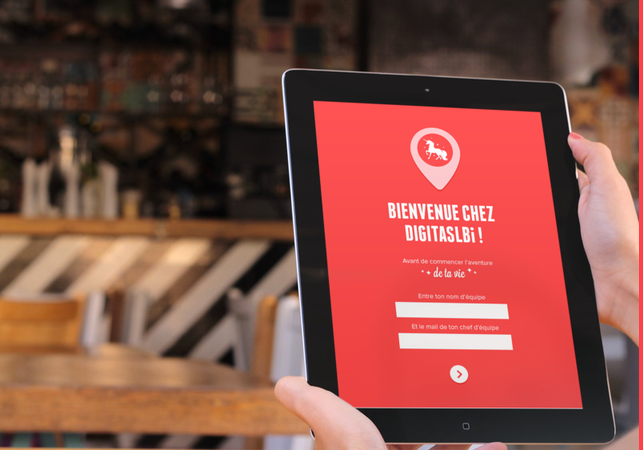 BIENVENUE CHEZ
DIGITASLBi !
Avant de commencer l'aventure
de ta vie
Entre ton nom d'équipe
Et le mail de ton chef d'équipe